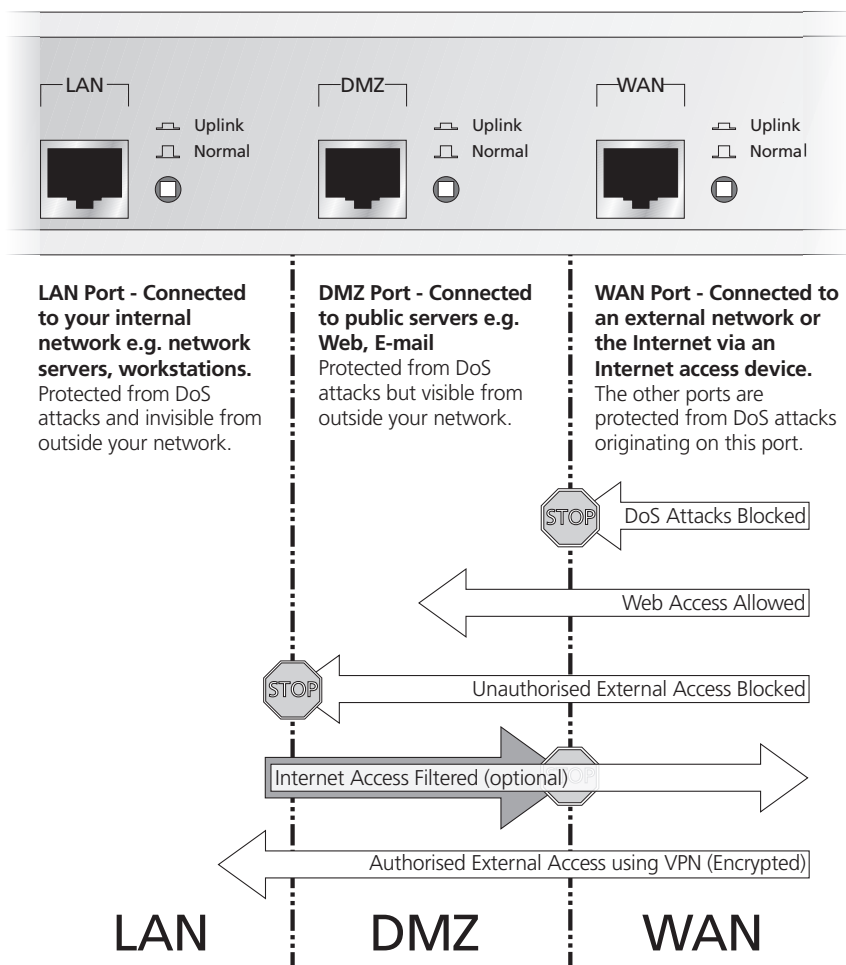 LAN
DMZ
WAN
Uplink
Normal
Uplink
Normal
Uplink
Normal
LAN Port - Connected
to your internal
network e.g. network
servers, workstations.
Protected from DoS
attacks and invisible from
outside your network.
DMZ Port - Connected
to public servers e.g.
Web, E-mail
Protected from DoS
attacks but visible from
outside your network.
WAN Port - Connected to
an external network or
the Internet via an
Internet access device.
The other ports are
protected from DoS attacks
originating on this port.
STOP
DoS Attacks Blocked
Web Access Allowed
STOP
Unauthorised External Access Blocked
Internet Access Filtered (optional)
STOP
Authorised External Access using VPN (Encrypted)
LAN
DMZ
WAN